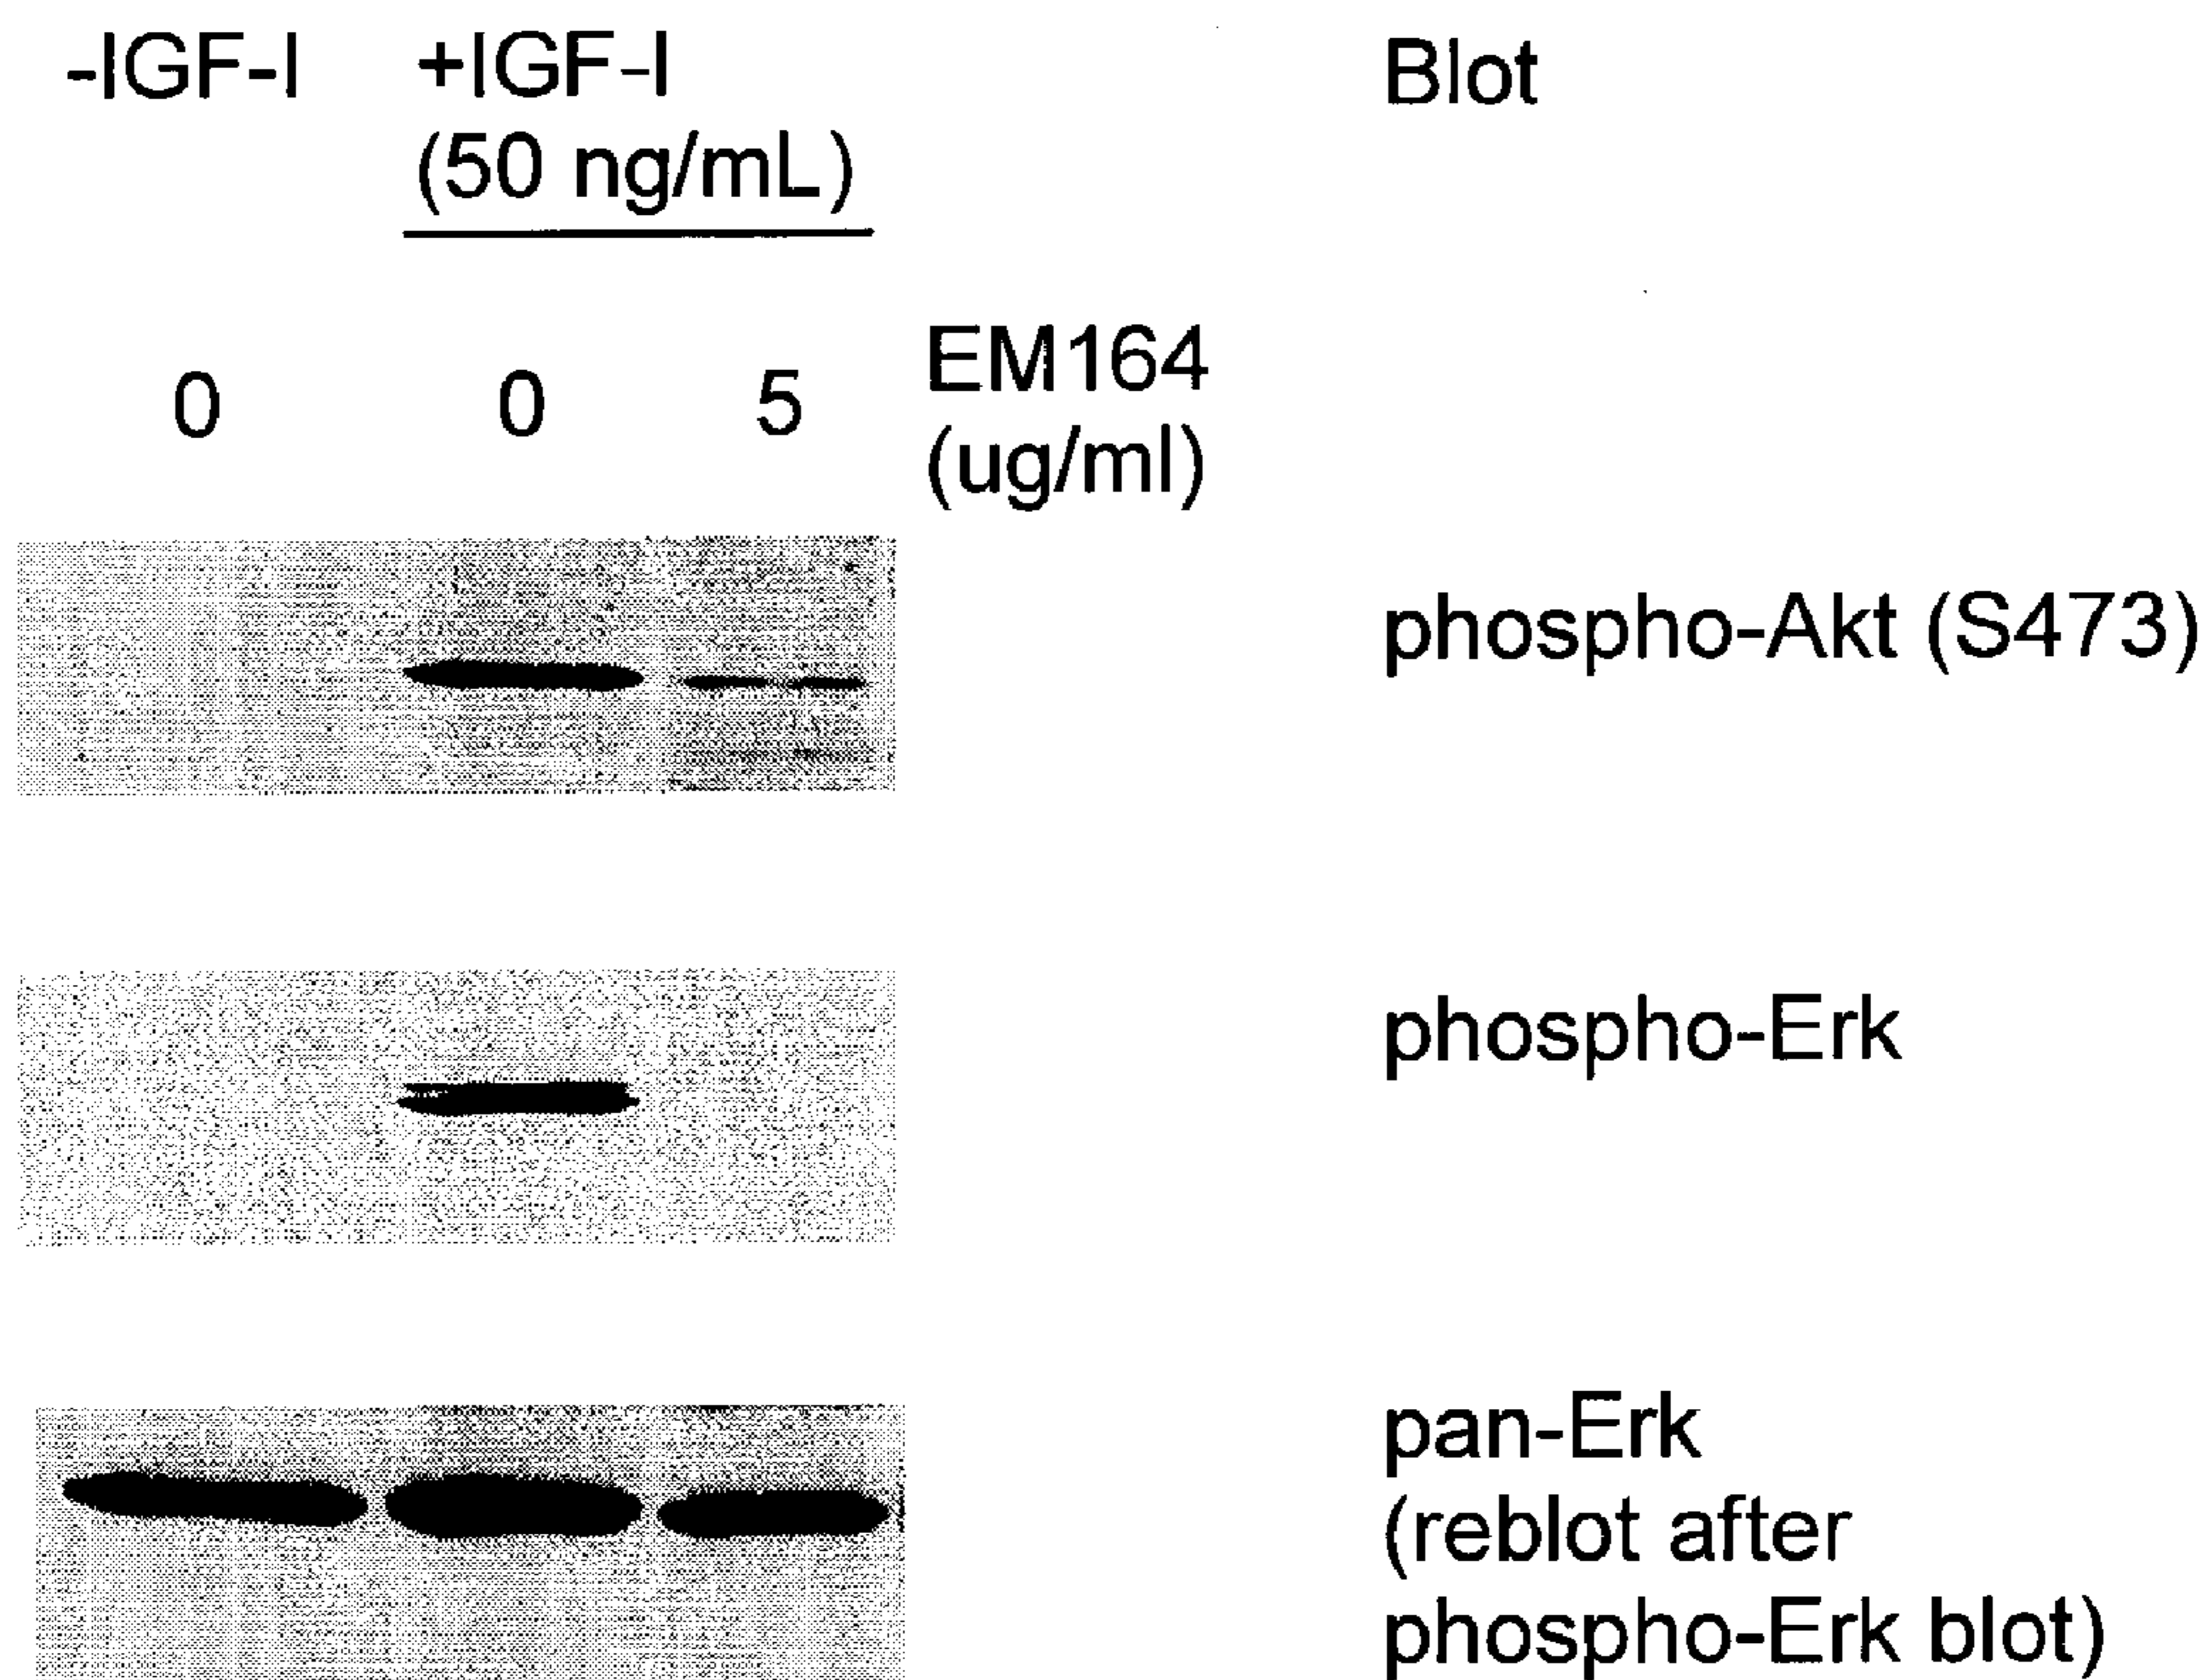 -IGF-I +IGF-I Blot
(50 ng/mL)
0 0 5 EM164
(ug/ml)
phospho-Akt (S473)
phospho-Erk
pan-Erk
(reblot after
phospho-Erk blot)